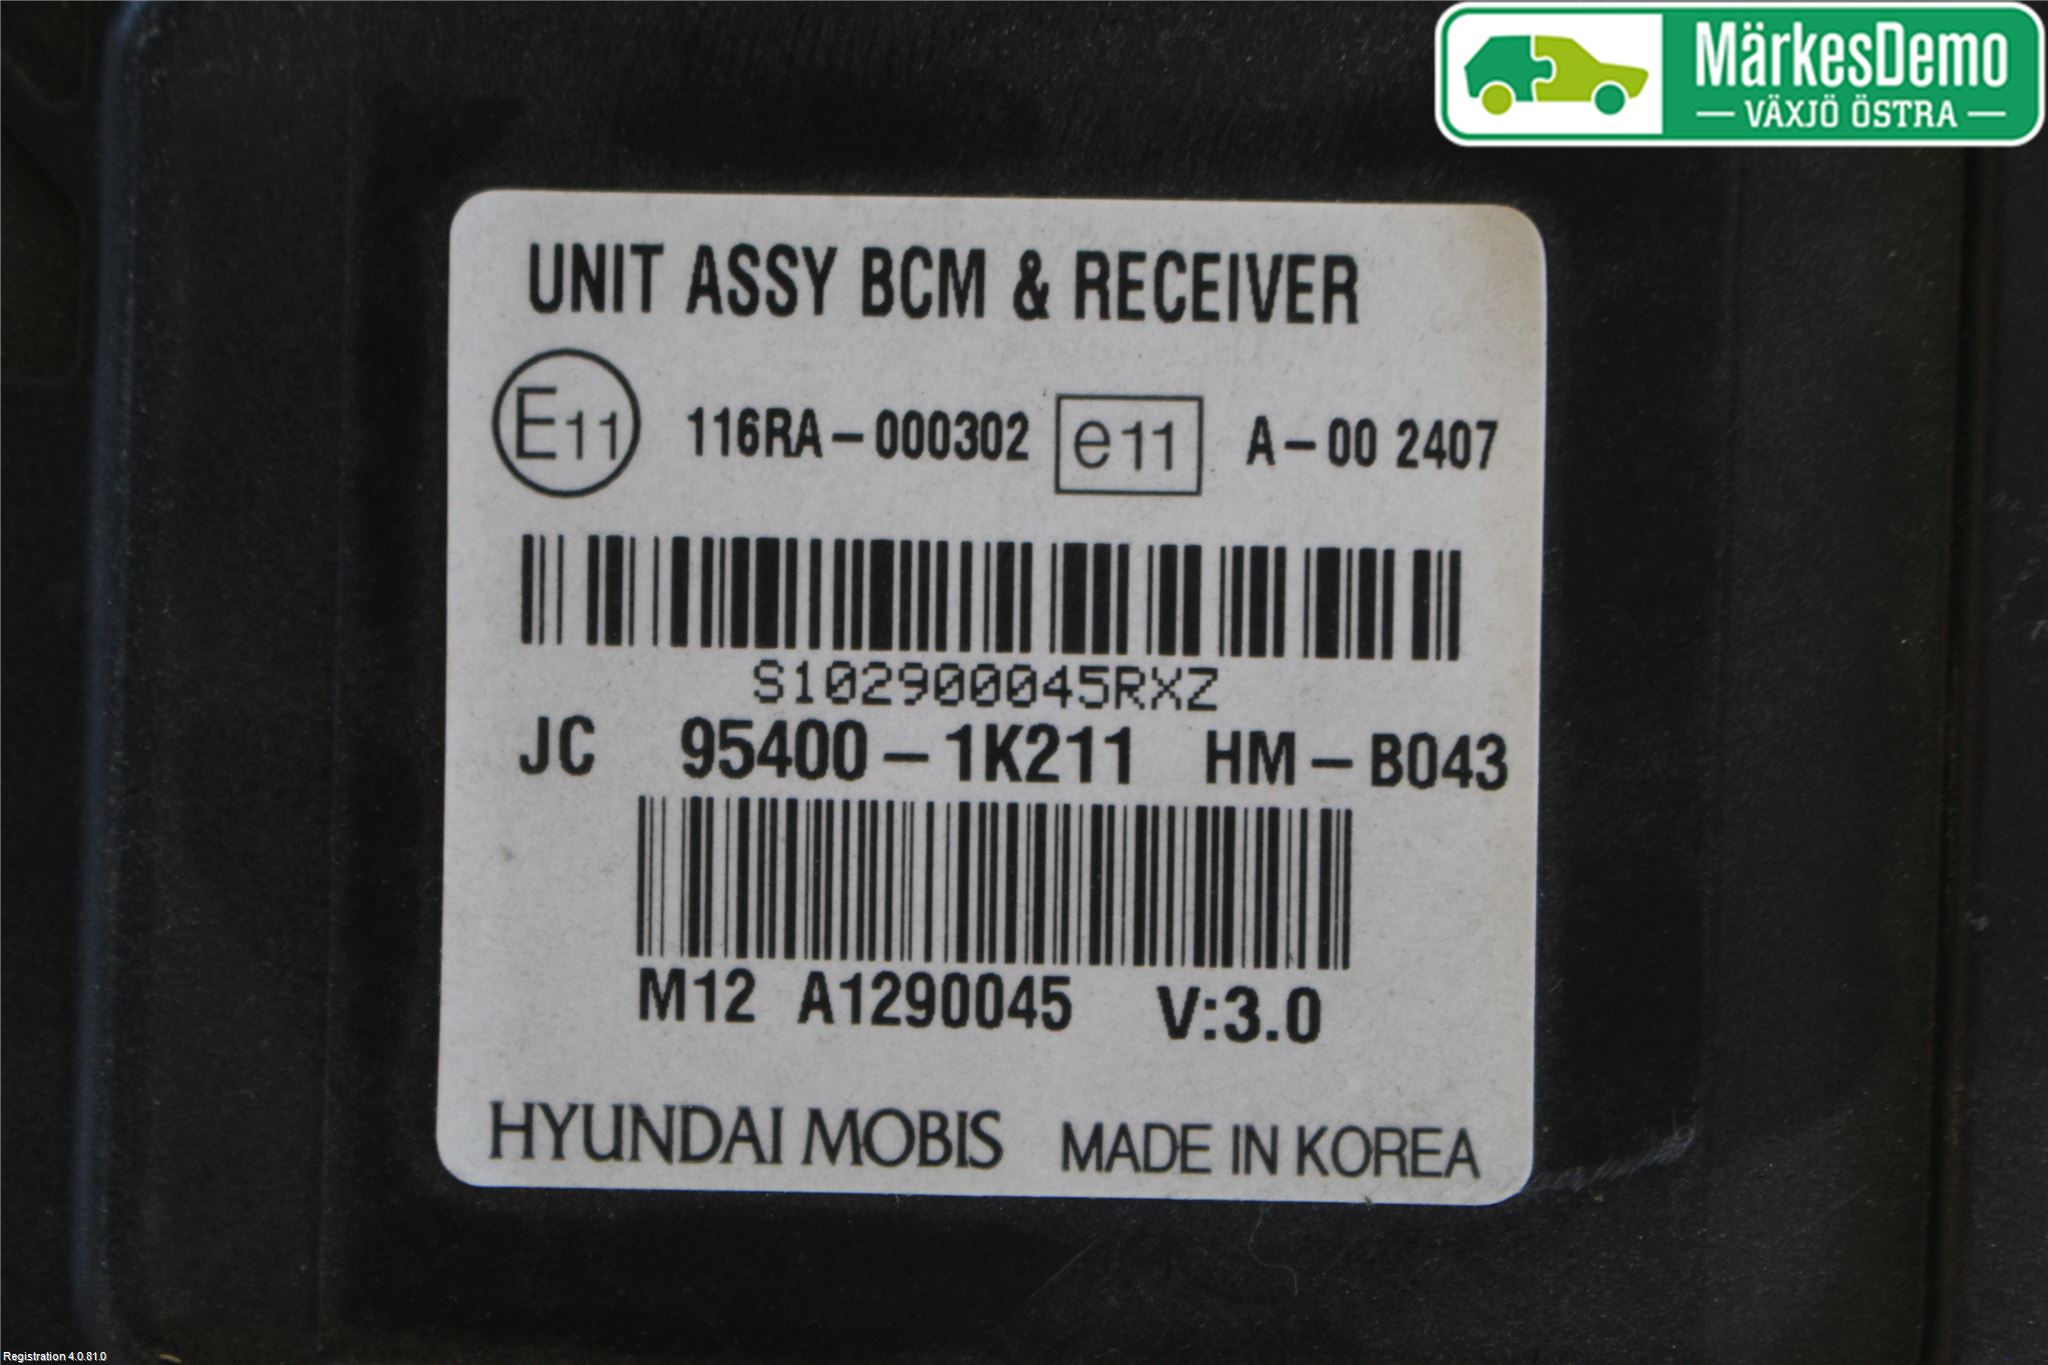 MärkesDemo
VÄXJÖ ÖSTRA
UNIT ASSY BCM & RECEIVER
E11 116RA-000302 e11 A-00 2407
S102900045RXZ
JC 95400-1K211 HM-B043
M12 A1290045 V:3.0
HYUNDAI MOBIS MADE IN KOREA
Registration 4.0.81.0